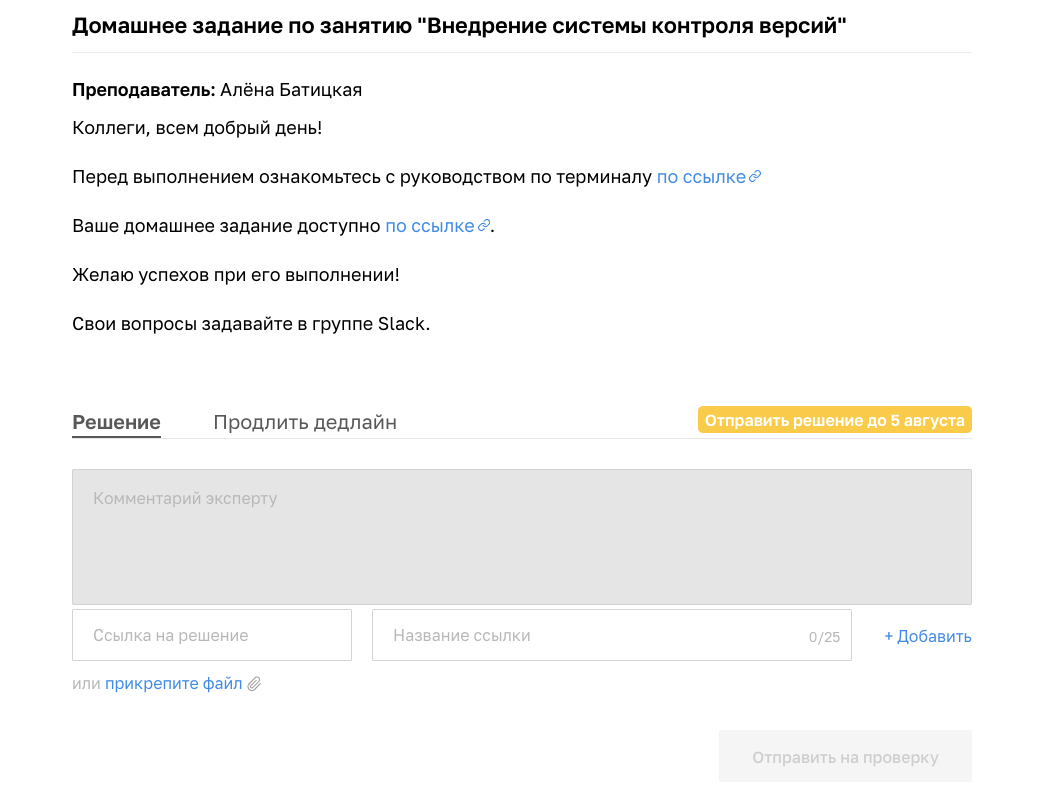 Домашнее задание по занятию "Внедрение системы контроля версий"
Преподаватель: Алёна Батицкая
Коллеги, всем добрый день!
Перед выполнением ознакомьтесь с руководством по терминалу по ссылке
Ваше домашнее задание доступно по ссылке.
Желаю успехов при его выполнении!
Свои вопросы задавайте в группе Slack.
Решение Продлить дедлайн Отправить решение до 5 августа
Комментарий эксперту
Ссылка на решение Название ссылки 0/25 + Добавить
или прикрепите файл
Отправить на проверку